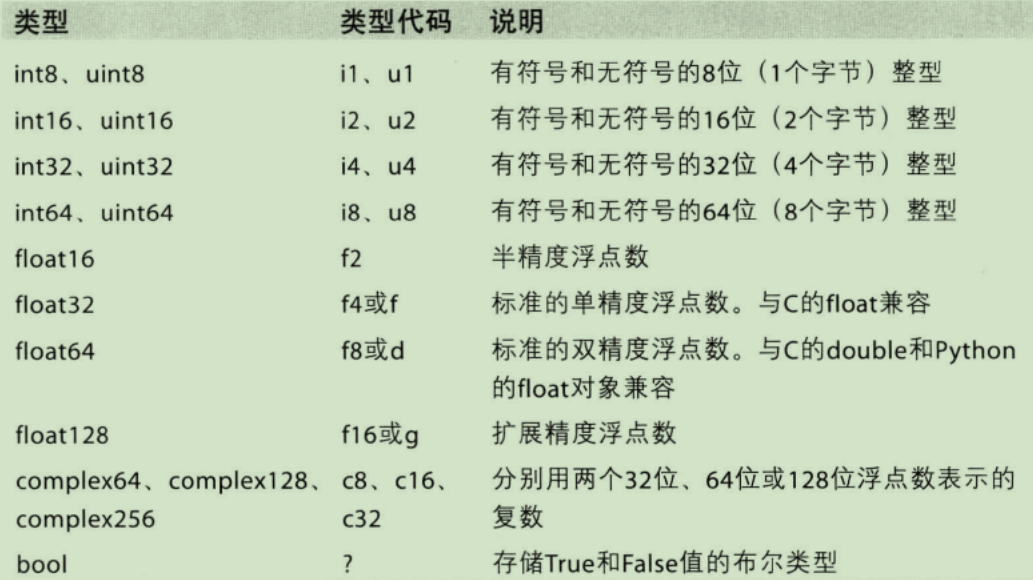 类型 类型代码 说明
int8、uint8 i1、u1 有符号和无符号的8位（1个字节）整型
int16、uint16 i2、u2 有符号和无符号的16位（2个字节）整型
int32、uint32 i4、u4 有符号和无符号的32位（4个字节）整型
int64、uint64 i8、u8 有符号和无符号的64位（8个字节）整型
float16 f2 半精度浮点数
float32 f4或f 标准的单精度浮点数。与C的float兼容
float64 f8或d 标准的双精度浮点数。与C的double和Python
的float对象兼容
float128 f16或g 扩展精度浮点数
complex64、complex128、 c8、c16、 分别用两个32位、64位或128位浮点数表示的
complex256 c32 复数
bool ? 存储True和False值的布尔类型